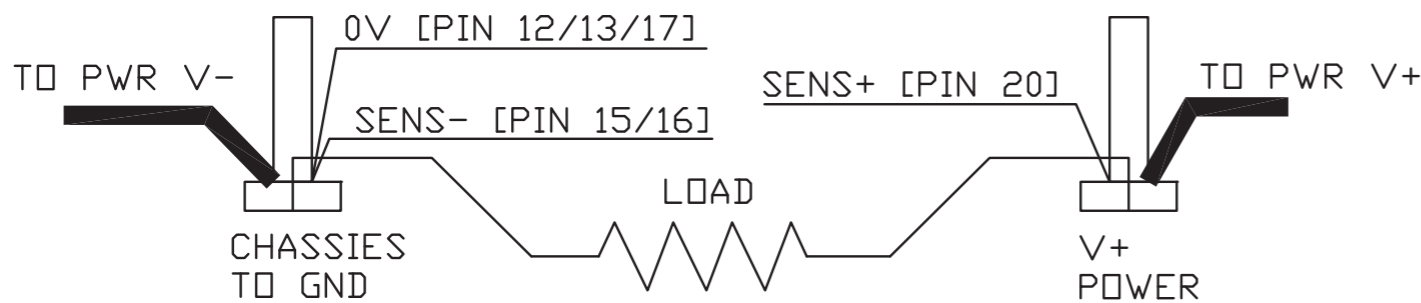 0V [PIN 12/13/17]
TO PWR V-
SENS- [PIN 15/16]
SENS+ [PIN 20]
TO PWR V+
LOAD
CHASSIES
TO GND
V+
POWER